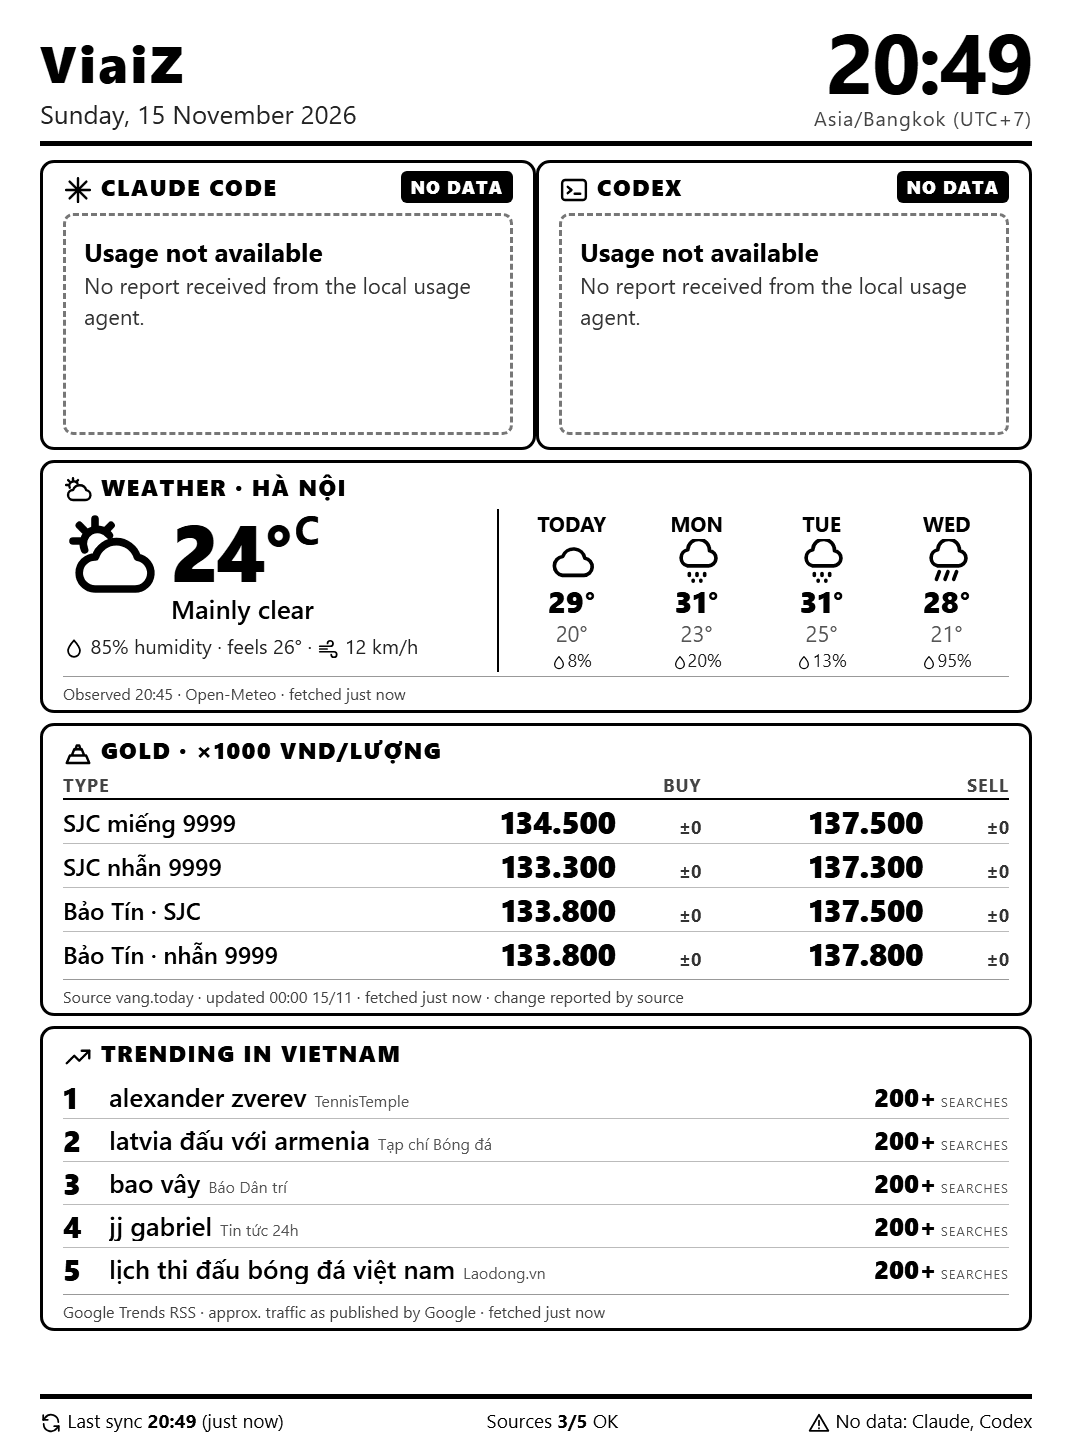 ViaiZ
20:49
Sunday, 15 November 2026
Asia/Bangkok (UTC+7)
CLAUDE CODE
NO DATA
Usage not available
No report received from the local usage
agent.
CODEX
NO DATA
Usage not available
No report received from the local usage
agent.
WEATHER · HÀ NỘI
24°C
Mainly clear
85% humidity · feels 26° · 12 km/h
TODAY MON TUE WED
29° 31° 31° 28°
20° 23° 25° 21°
8% 20% 13% 95%
Observed 20:45 · Open-Meteo · fetched just now
GOLD · ×1000 VND/LƯỢNG
TYPE BUY SELL
SJC miếng 9999 134.500 ±0 137.500 ±0
SJC nhẫn 9999 133.300 ±0 137.300 ±0
Bảo Tín · SJC 133.800 ±0 137.500 ±0
Bảo Tín · nhẫn 9999 133.800 ±0 137.800 ±0
Source vang.today · updated 00:00 15/11 · fetched just now · change reported by source
TRENDING IN VIETNAM
1 alexander zverev TennisTemple 200+ SEARCHES
2 latvia đấu với armenia Tạp chí Bóng đá 200+ SEARCHES
3 bao vây Báo Dân trí 200+ SEARCHES
4 jj gabriel Tin tức 24h 200+ SEARCHES
5 lịch thi đấu bóng đá việt nam Laodong.vn 200+ SEARCHES
Google Trends RSS · approx. traffic as published by Google · fetched just now
Last sync 20:49 (just now)
Sources 3/5 OK
No data: Claude, Codex